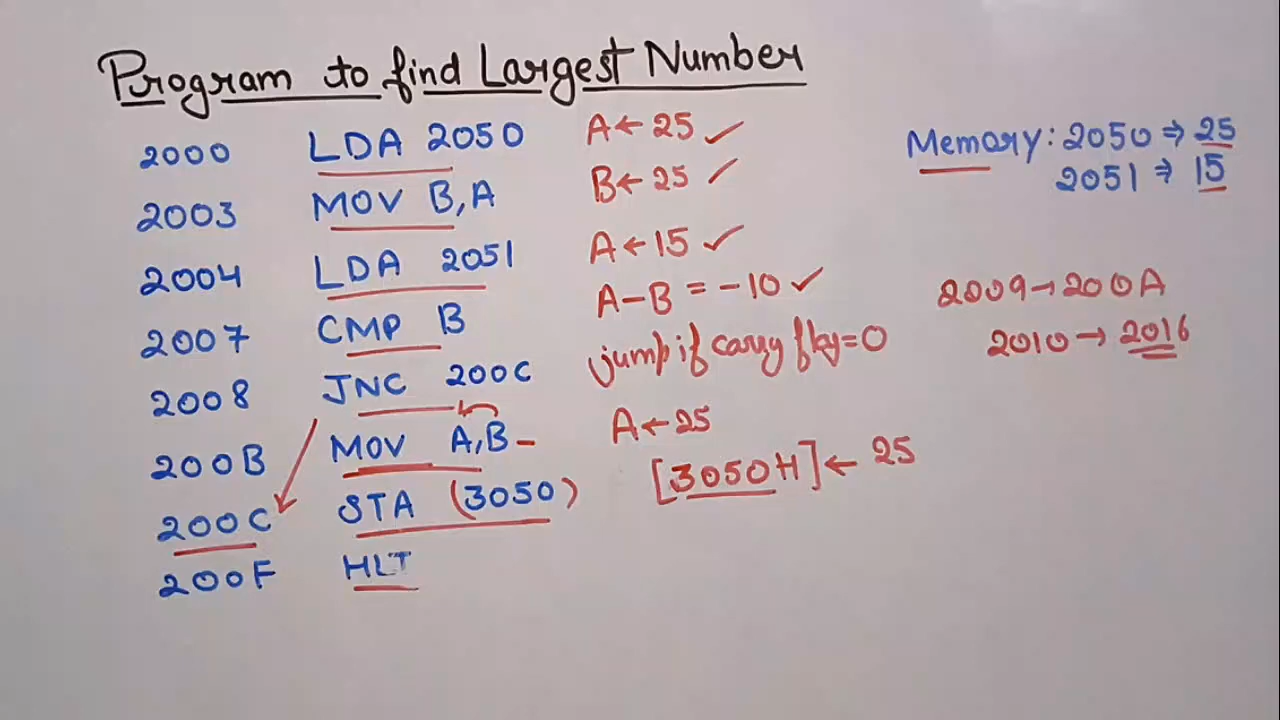 Program to find Largest Number
2000 LDA 2050 A ← 25 ✓
2003 MOV B,A B ← 25 ✓
2004 LDA 2051 A ← 15 ✓
2007 CMP B A-B = -10 ✓
2008 JNC 200C jump if carry flg=0
200B MOV A,B A ← 25
200C STA (3050) [3050H] ← 25
200F HLT
Memory: 2050 ⇒ 25
2051 ⇒ 15
2009 → 200A
2010 → 2016